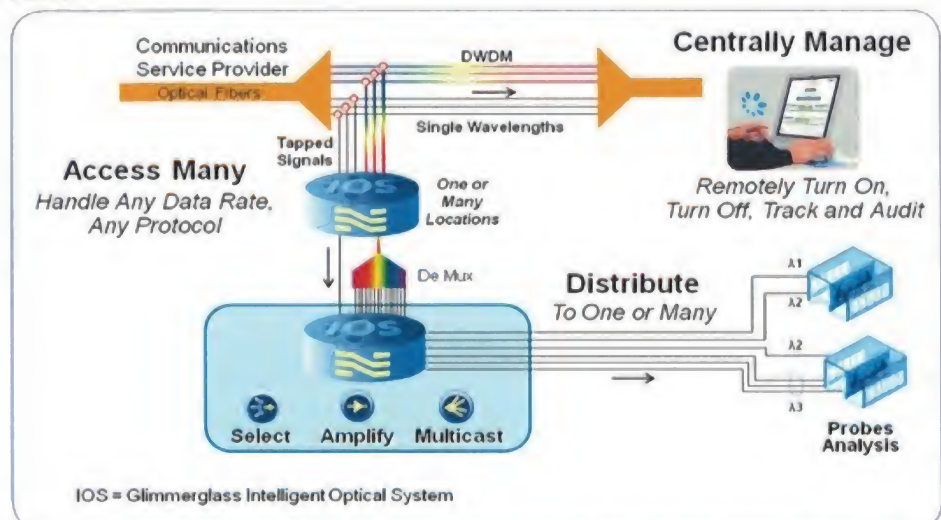 Communications
Service Provider
Optical Fibers
DWDM
Single Wavelengths
Centrally Manage
Remotely Turn On,
Turn Off, Track and Audit
Tapped
Signals
Access Many
Handle Any Data Rate,
Any Protocol
IOS
One or
Many
Locations
De Mux
IOS
Distribute
To One or Many
λ1
λ2
λ2
λ3
Probes
Analysis
Select
Amplify
Multicast
IOS = Glimmerglass Intelligent Optical System